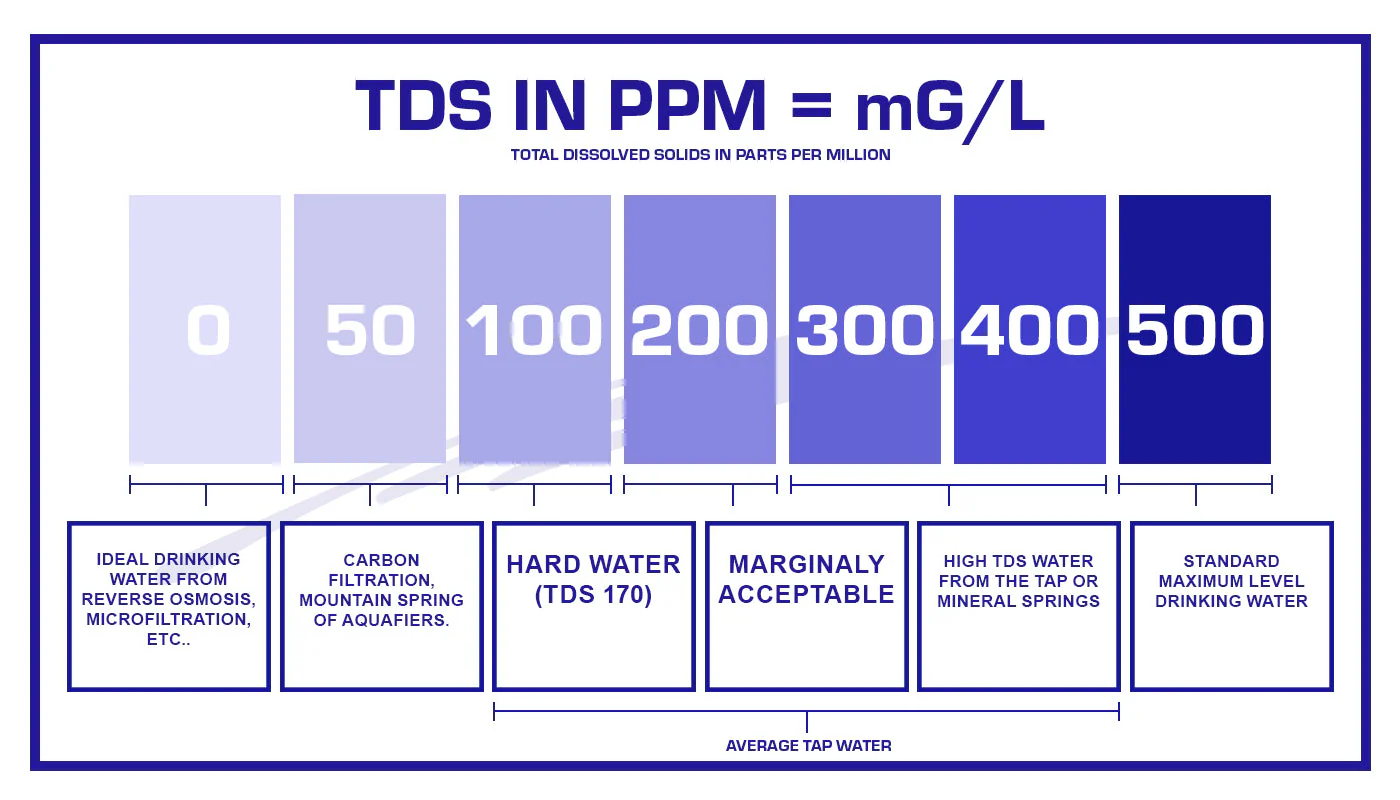 TDS IN PPM = mG/L
TOTAL DISSOLVED SOLIDS IN PARTS PER MILLION
0 50 100 200 300 400 500
IDEAL DRINKING
WATER FROM
REVERSE OSMOSIS,
MICROFILTRATION,
ETC..
CARBON
FILTRATION,
MOUNTAIN SPRING
OF AQUAFIERS.
HARD WATER
(TDS 170)
MARGINALY
ACCEPTABLE
HIGH TDS WATER
FROM THE TAP OR
MINERAL SPRINGS
STANDARD
MAXIMUM LEVEL
DRINKING WATER
AVERAGE TAP WATER